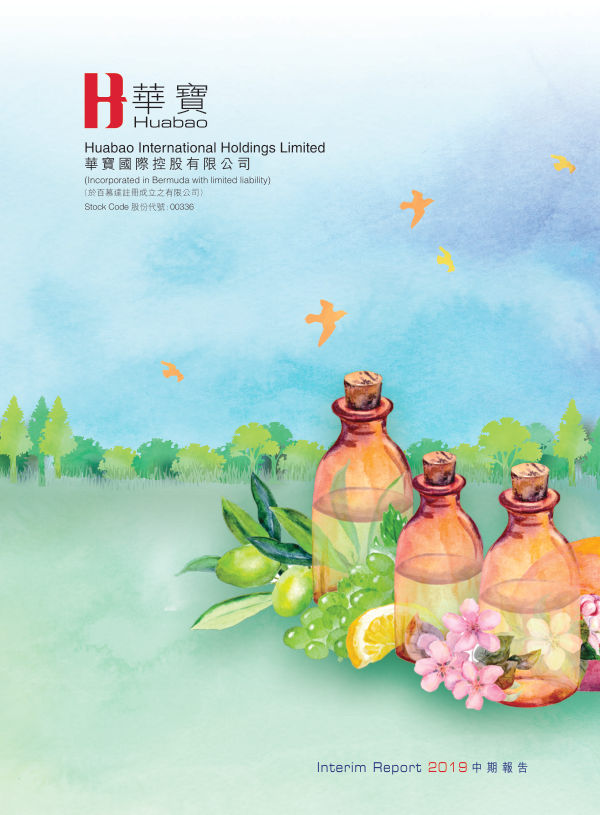 華寶
Huabao
Huabao International Holdings Limited
華寶國際控股有限公司
(Incorporated in Bermuda with limited liability)
(於百慕達註冊成立之有限公司)
Stock Code 股份代號 : 00336
Interim Report 2019 中期報告